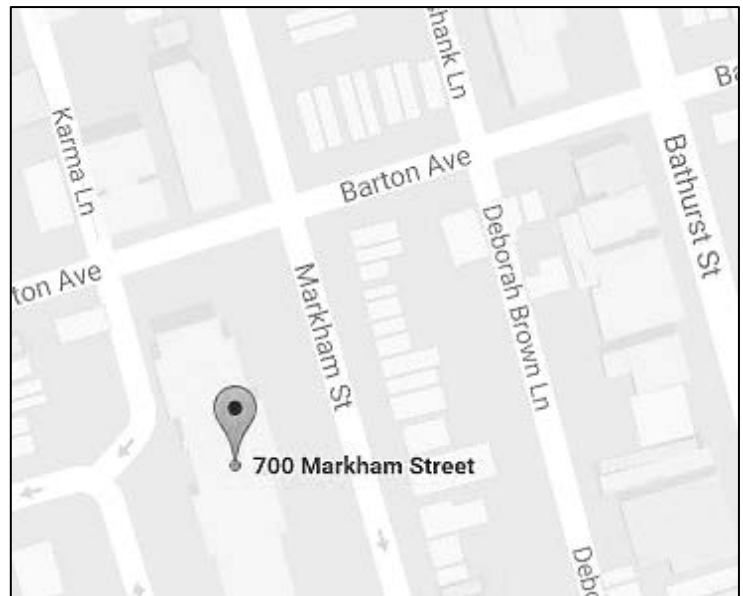 hank Ln
Ba
Karma Ln
Barton Ave
Bathurst St
Deborah Brown Ln
ton Ave
Markham St
700 Markham Street
Debo